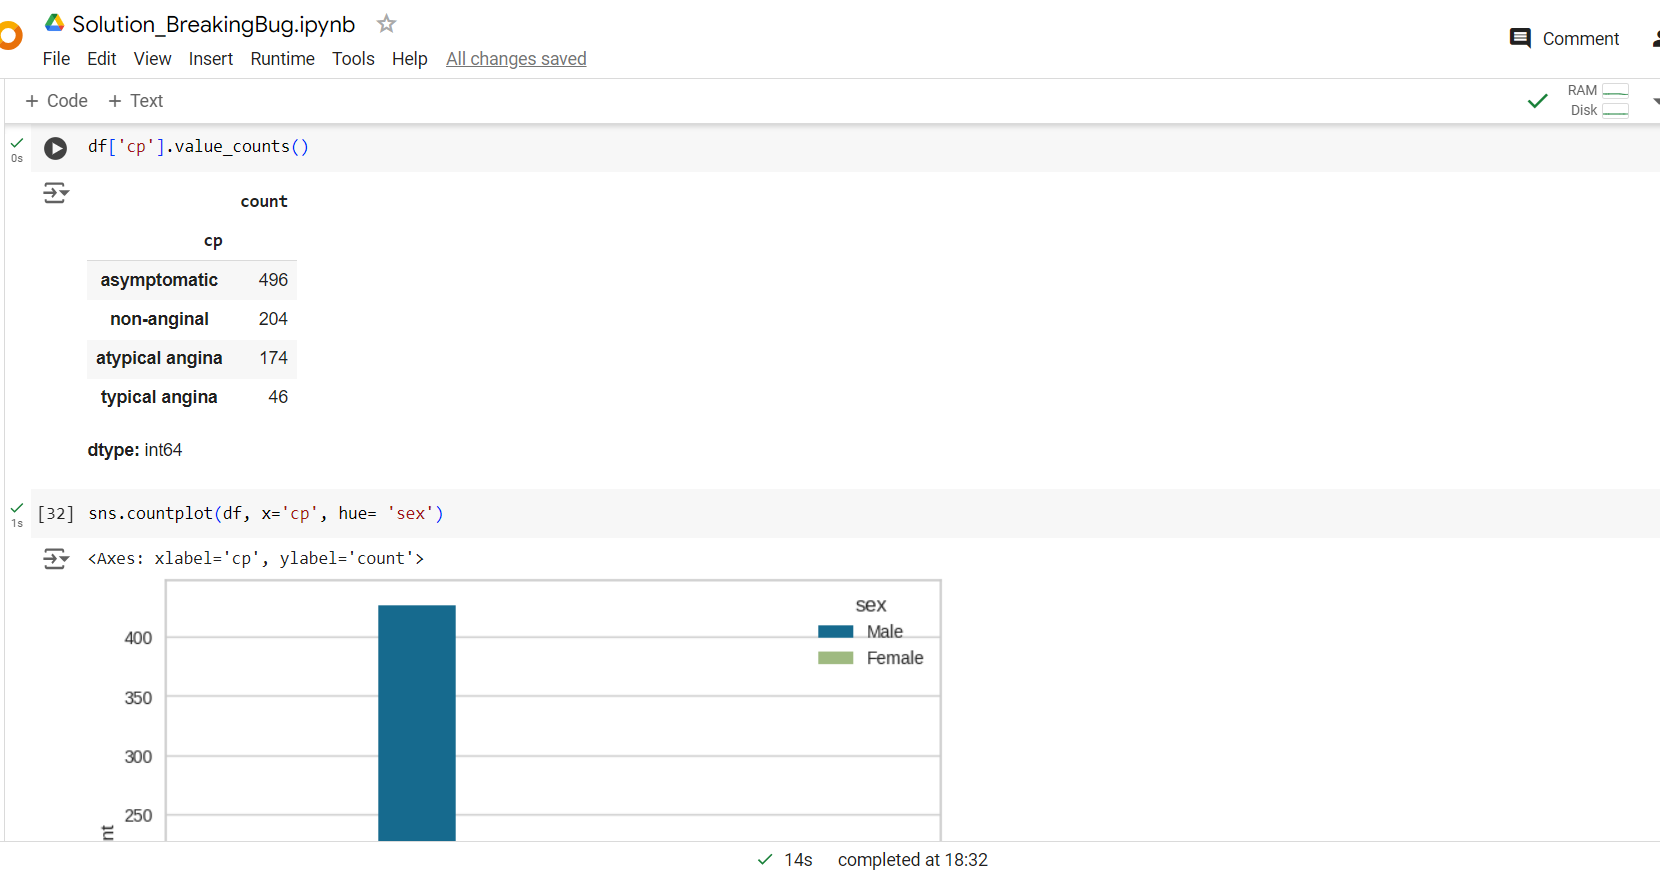 Solution_BreakingBug.ipynb
Comment
File Edit View Insert Runtime Tools Help All changes saved
+ Code + Text
RAM
Disk
0s
df['cp'].value_counts()
count
cp
asymptomatic 496
non-anginal 204
atypical angina 174
typical angina 46
dtype: int64
1s
[32] sns.countplot(df, x='cp', hue= 'sex')
<Axes: xlabel='cp', ylabel='count'>
sex
Male
Female
400
350
300
250
nt
14s completed at 18:32